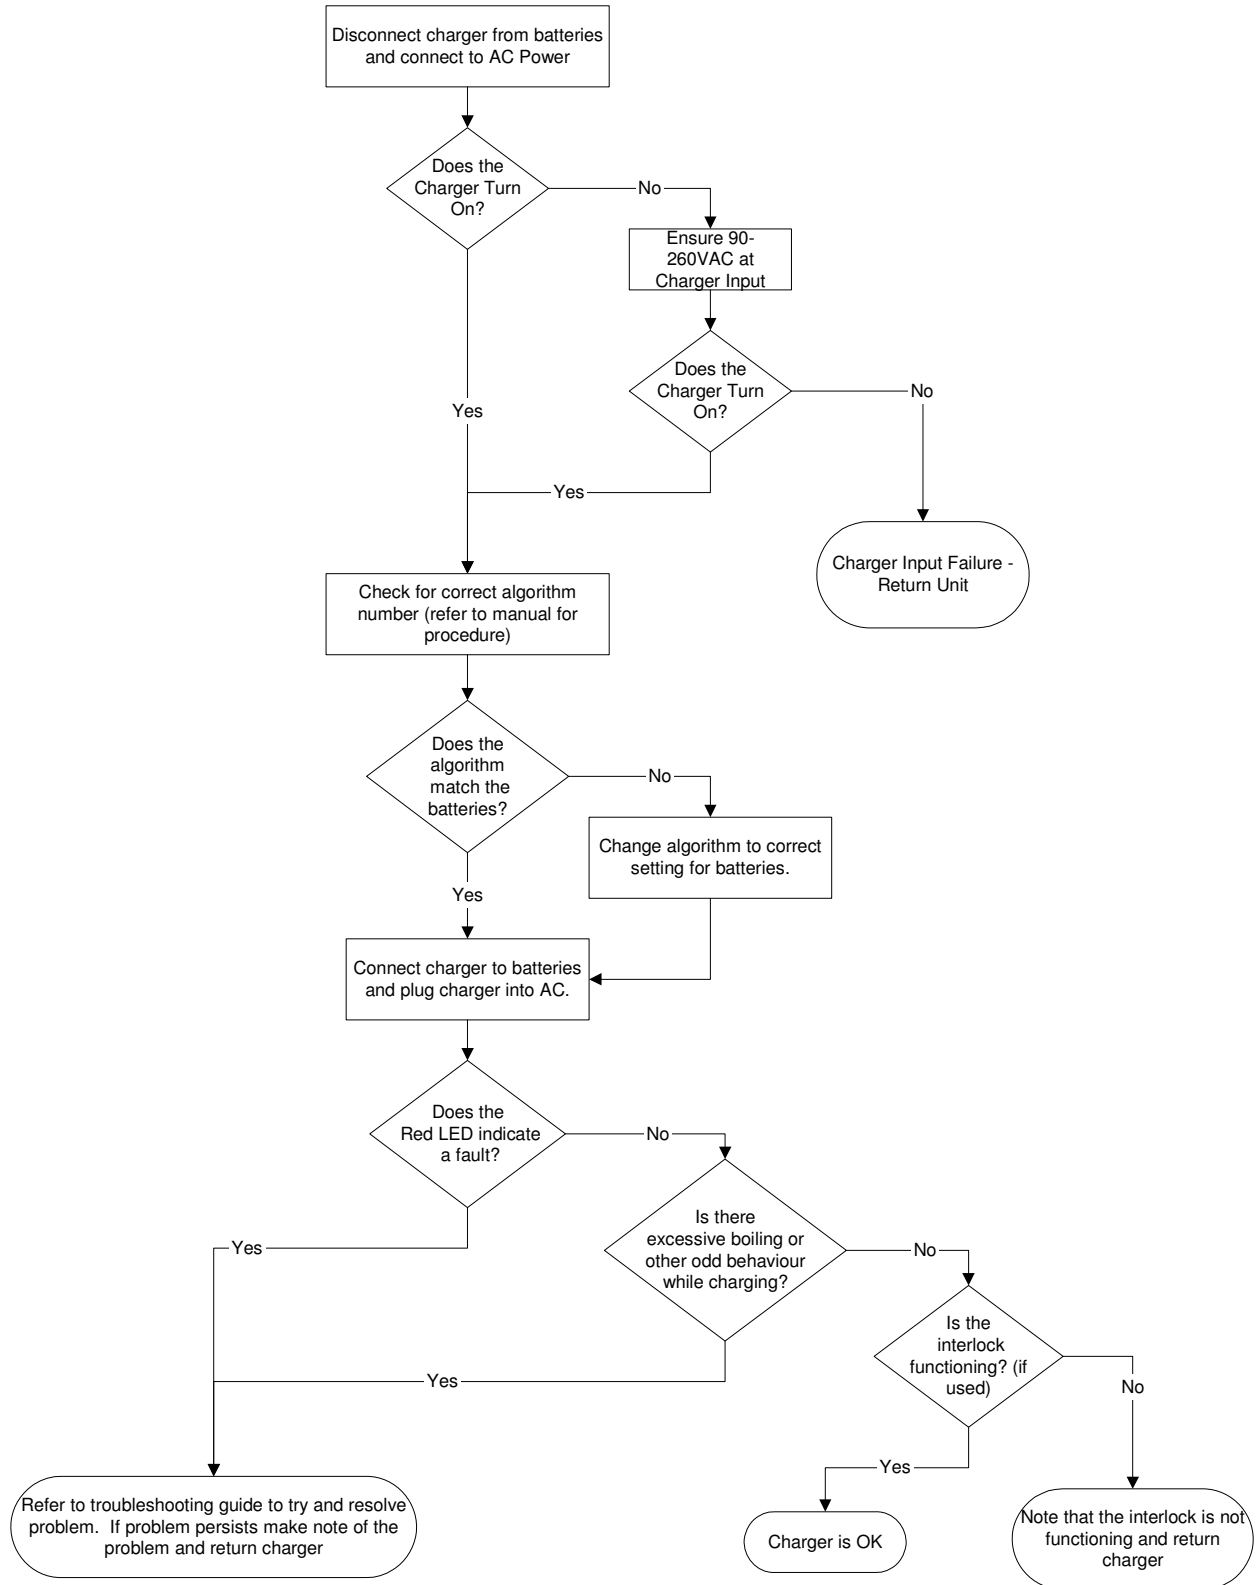 Disconnect charger from batteries
and connect to AC Power
Does the
Charger Turn
On?
No
Ensure 90-
260VAC at
Charger Input
Does the
Charger Turn
On?
No
Yes
Yes
Charger Input Failure -
Return Unit
Check for correct algorithm
number (refer to manual for
procedure)
Does the
algorithm
match the
batteries?
No
Change algorithm to correct
setting for batteries.
Yes
Connect charger to batteries
and plug charger into AC.
Does the
Red LED indicate
a fault?
No
Is there
excessive boiling or
other odd behaviour
while charging?
Yes
No
Is the
interlock
functioning? (if
used)
Yes
No
Yes
Refer to troubleshooting guide to try and resolve
problem.  If problem persists make note of the
problem and return charger
Charger is OK
Note that the interlock is not
functioning and return
charger